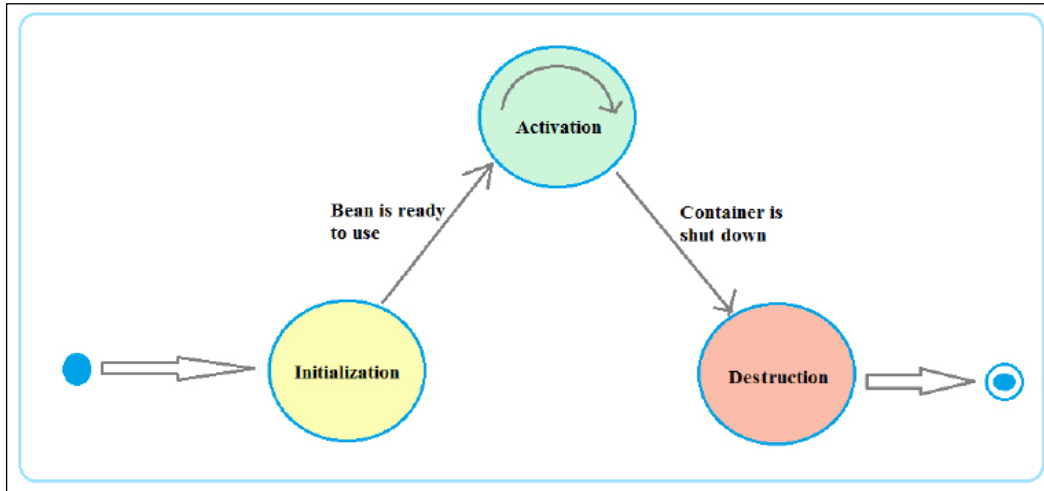 Activation
Bean is ready
to use
Container is
shut down
Initialization
Destruction